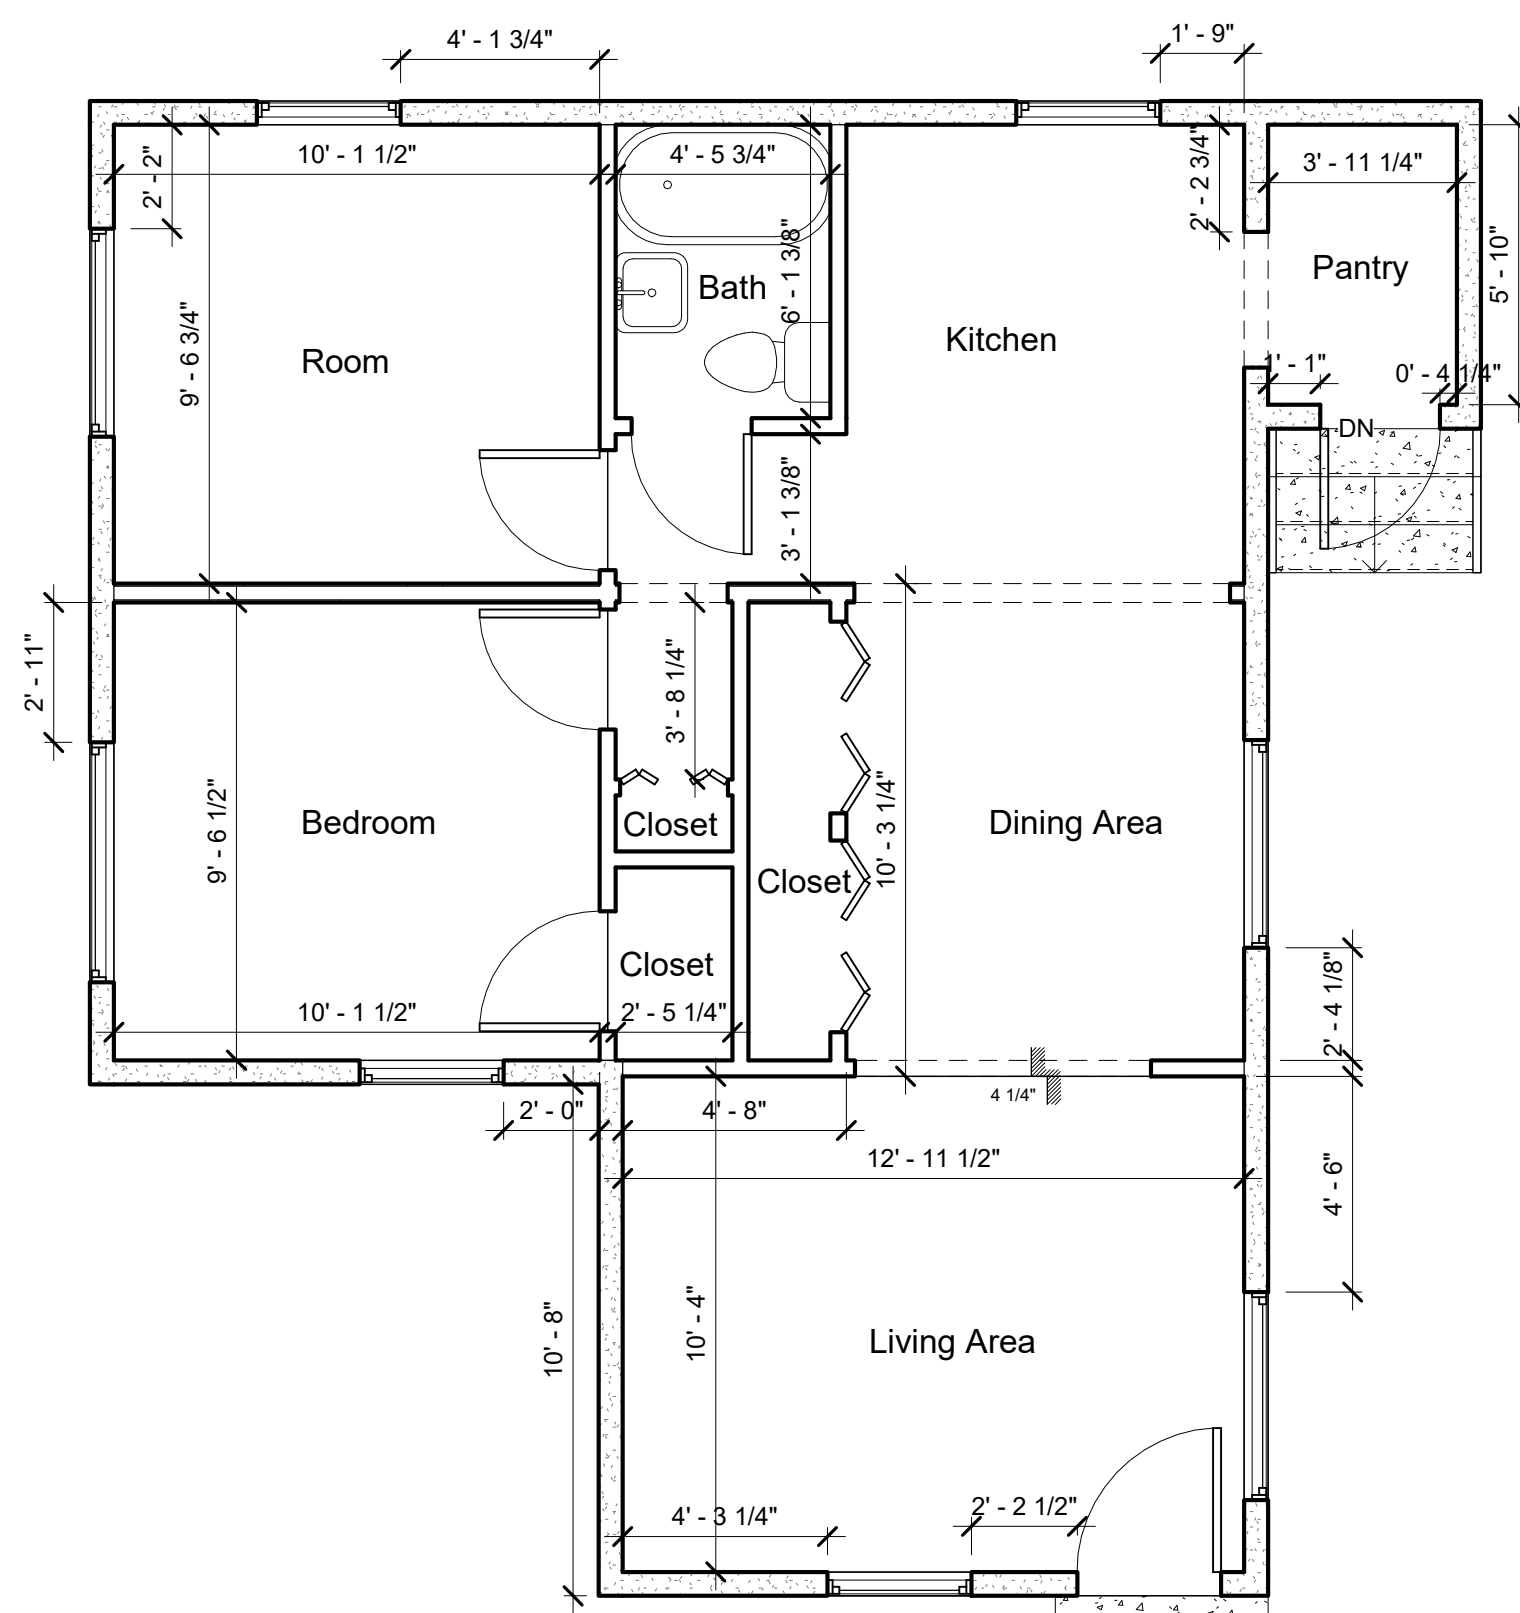 4' - 1 3/4"
1' - 9"
10' - 1 1/2"
4' - 5 3/4"
3' - 11 1/4"
2' - 2"
2' - 2 3/4"
5' - 10"
6' - 1 3/8"
Bath
Pantry
Kitchen
9' - 6 3/4"
Room
1' - 1"
0' - 4 1/4"
DN
3' - 1 3/8"
2' - 11"
3' - 8 1/4"
9' - 6 1/2"
Bedroom
Closet
10' - 3 1/4"
Dining Area
Closet
Closet
10' - 1 1/2"
2' - 5 1/4"
2' - 4 1/8"
4 1/4"
2' - 0"
4' - 8"
12' - 11 1/2"
4' - 6"
10' - 8"
10' - 4"
Living Area
4' - 3 1/4"
2' - 2 1/2"